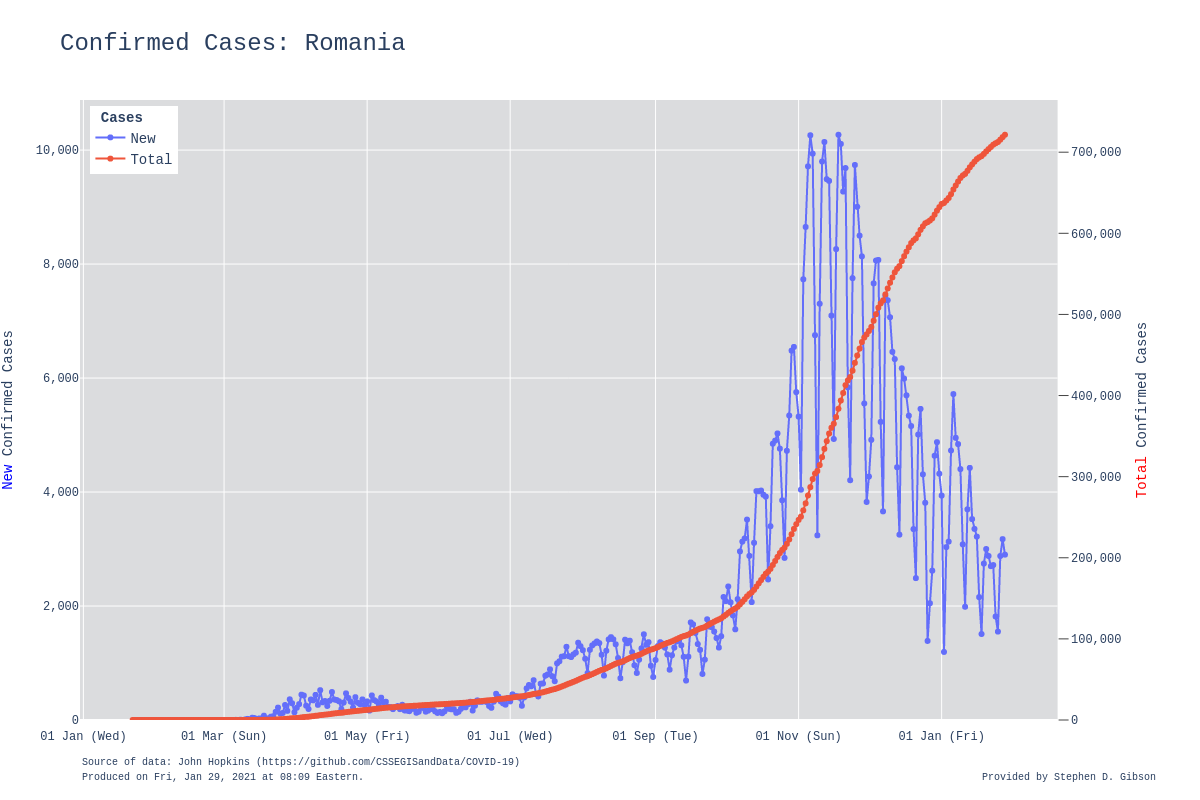 Confirmed Cases: Romania
Cases
New
Total
10,000
8,000
6,000
4,000
2,000
0
New Confirmed Cases
700,000
600,000
500,000
400,000
300,000
200,000
100,000
0
Total Confirmed Cases
01 Jan (Wed) 01 Mar (Sun) 01 May (Fri) 01 Jul (Wed) 01 Sep (Tue) 01 Nov (Sun) 01 Jan (Fri)
Source of data: John Hopkins (https://github.com/CSSEGISandData/COVID-19)
Produced on Fri, Jan 29, 2021 at 08:09 Eastern.
Provided by Stephen D. Gibson